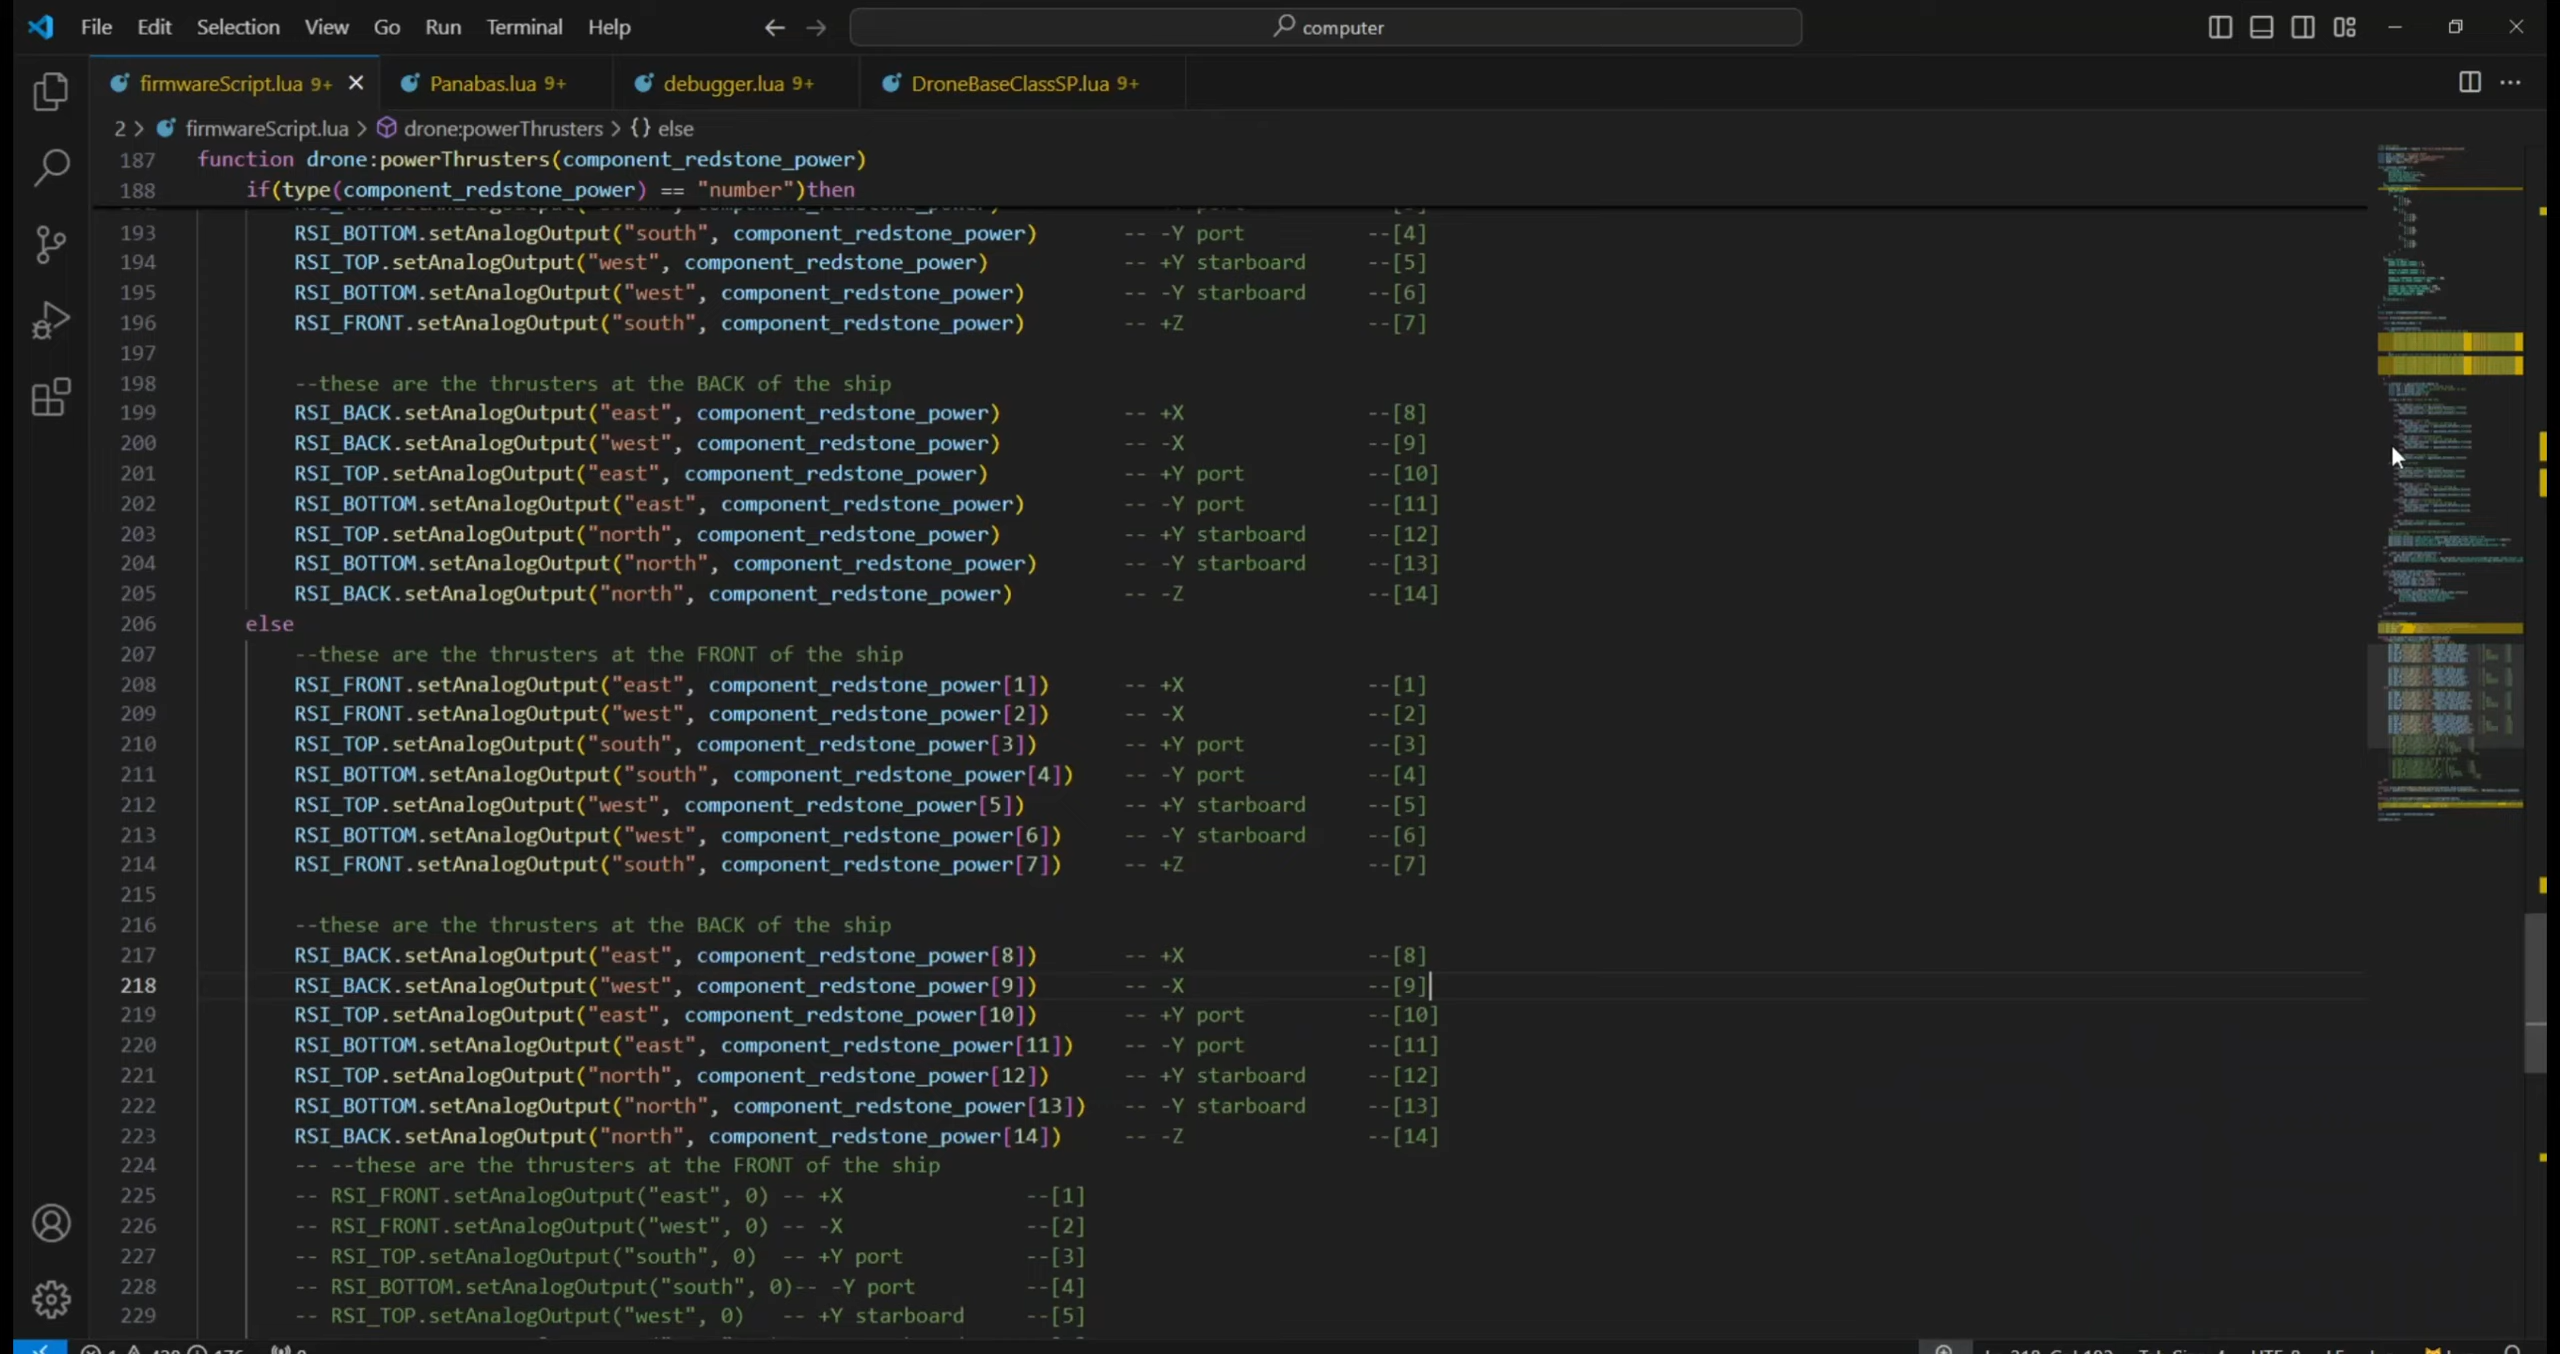 File Edit Selection View Go Run Terminal Help
computer
firmwareScript.lua 9+ Panabas.lua 9+ debugger.lua 9+ DroneBaseClassSP.lua 9+
2 > firmwareScript.lua > drone:powerThrusters > {} else
187 function drone:powerThrusters(component_redstone_power)
188 if(type(component_redstone_power) == "number")then
193 RSI_BOTTOM.setAnalogOutput("south", component_redstone_power) -- -Y port --[4]
194 RSI_TOP.setAnalogOutput("west", component_redstone_power) -- +Y starboard --[5]
195 RSI_BOTTOM.setAnalogOutput("west", component_redstone_power) -- -Y starboard --[6]
196 RSI_FRONT.setAnalogOutput("south", component_redstone_power) -- +Z --[7]
197
198 --these are the thrusters at the BACK of the ship
199 RSI_BACK.setAnalogOutput("east", component_redstone_power) -- +X --[8]
200 RSI_BACK.setAnalogOutput("west", component_redstone_power) -- -X --[9]
201 RSI_TOP.setAnalogOutput("east", component_redstone_power) -- +Y port --[10]
202 RSI_BOTTOM.setAnalogOutput("east", component_redstone_power) -- -Y port --[11]
203 RSI_TOP.setAnalogOutput("north", component_redstone_power) -- +Y starboard --[12]
204 RSI_BOTTOM.setAnalogOutput("north", component_redstone_power) -- -Y starboard --[13]
205 RSI_BACK.setAnalogOutput("north", component_redstone_power) -- -Z --[14]
206 else
207 --these are the thrusters at the FRONT of the ship
208 RSI_FRONT.setAnalogOutput("east", component_redstone_power[1]) -- +X --[1]
209 RSI_FRONT.setAnalogOutput("west", component_redstone_power[2]) -- -X --[2]
210 RSI_TOP.setAnalogOutput("south", component_redstone_power[3]) -- +Y port --[3]
211 RSI_BOTTOM.setAnalogOutput("south", component_redstone_power[4]) -- -Y port --[4]
212 RSI_TOP.setAnalogOutput("west", component_redstone_power[5]) -- +Y starboard --[5]
213 RSI_BOTTOM.setAnalogOutput("west", component_redstone_power[6]) -- -Y starboard --[6]
214 RSI_FRONT.setAnalogOutput("south", component_redstone_power[7]) -- +Z --[7]
215
216 --these are the thrusters at the BACK of the ship
217 RSI_BACK.setAnalogOutput("east", component_redstone_power[8]) -- +X --[8]
218 RSI_BACK.setAnalogOutput("west", component_redstone_power[9]) -- -X --[9]
219 RSI_TOP.setAnalogOutput("east", component_redstone_power[10]) -- +Y port --[10]
220 RSI_BOTTOM.setAnalogOutput("east", component_redstone_power[11]) -- -Y port --[11]
221 RSI_TOP.setAnalogOutput("north", component_redstone_power[12]) -- +Y starboard --[12]
222 RSI_BOTTOM.setAnalogOutput("north", component_redstone_power[13]) -- -Y starboard --[13]
223 RSI_BACK.setAnalogOutput("north", component_redstone_power[14]) -- -Z --[14]
224 -- --these are the thrusters at the FRONT of the ship
225 -- RSI_FRONT.setAnalogOutput("east", 0) -- +X --[1]
226 -- RSI_FRONT.setAnalogOutput("west", 0) -- -X --[2]
227 -- RSI_TOP.setAnalogOutput("south", 0) -- +Y port --[3]
228 -- RSI_BOTTOM.setAnalogOutput("south", 0)-- -Y port --[4]
229 -- RSI_TOP.setAnalogOutput("west", 0) -- +Y starboard --[5]